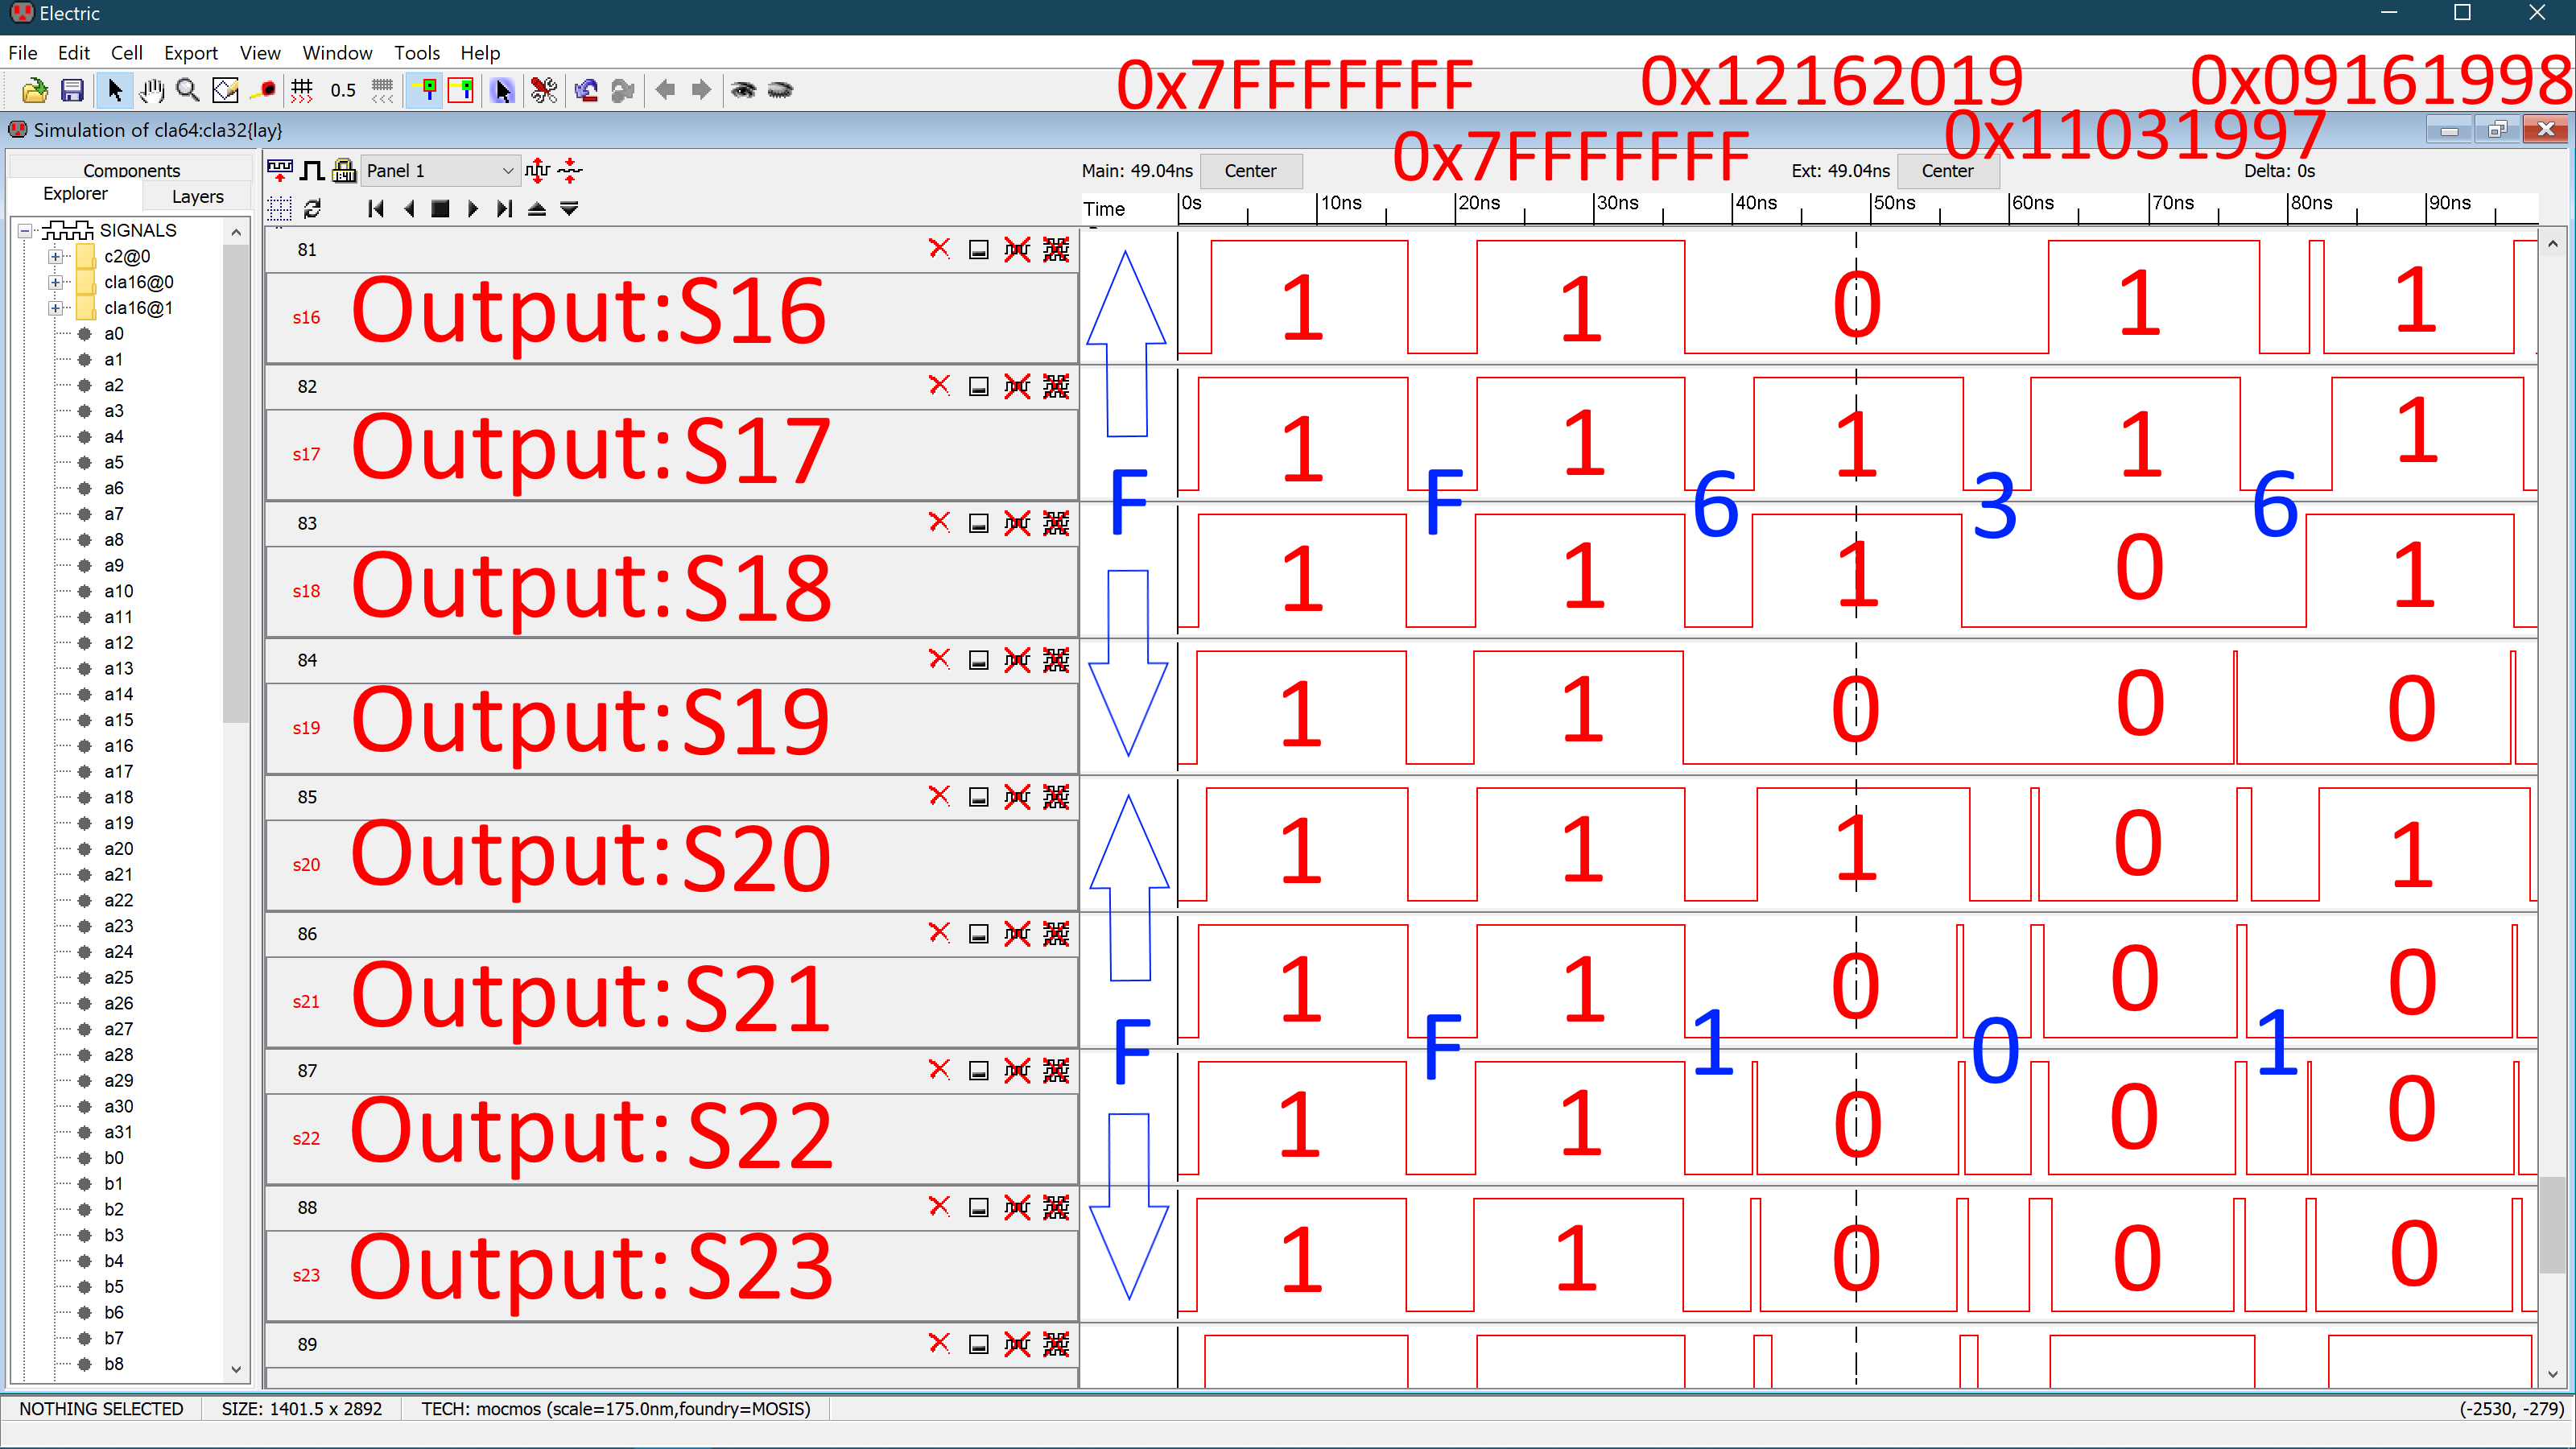 Electric
File Edit Cell Export View Window Tools Help
0.5
0x7FFFFFFF 0x12162019 0x09161998
0x7FFFFFFF 0x11031997
Simulation of cla64:cla32{lay}
Components
Explorer Layers
Panel 1
Main: 49.04ns Center Ext: 49.04ns Center Delta: 0s
Time 0s 10ns 20ns 30ns 40ns 50ns 60ns 70ns 80ns 90ns
SIGNALS
c2@0
cla16@0
cla16@1
a0
a1
a2
a3
a4
a5
a6
a7
a8
a9
a10
a11
a12
a13
a14
a15
a16
a17
a18
a19
a20
a21
a22
a23
a24
a25
a26
a27
a28
a29
a30
a31
b0
b1
b2
b3
b4
b5
b6
b7
b8
81
s16 Output:S16 1 1 0 1 1
82
s17 Output:S17 1 1 1 1 1
F F 6 3 6
83
s18 Output:S18 1 1 1 0 1
84
s19 Output:S19 1 1 0 0 0
85
s20 Output:S20 1 1 1 0 1
86
s21 Output:S21 1 1 0 0 0
F F 1 0 1
87
s22 Output:S22 1 1 0 0 0
88
s23 Output:S23 1 1 0 0 0
89
NOTHING SELECTED SIZE: 1401.5 x 2892 TECH: mocmos (scale=175.0nm,foundry=MOSIS) (-2530, -279)